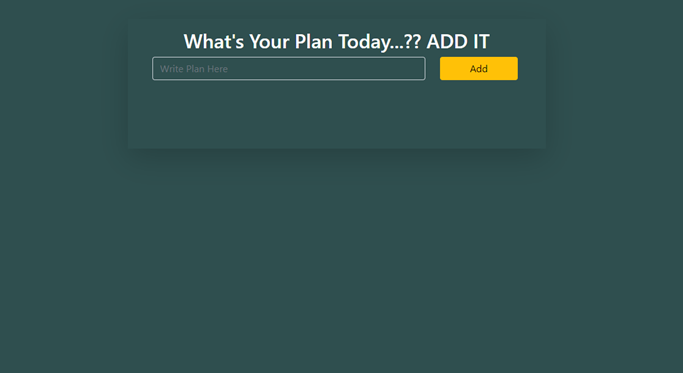 What's Your Plan Today...?? ADD IT
Write Plan Here
Add